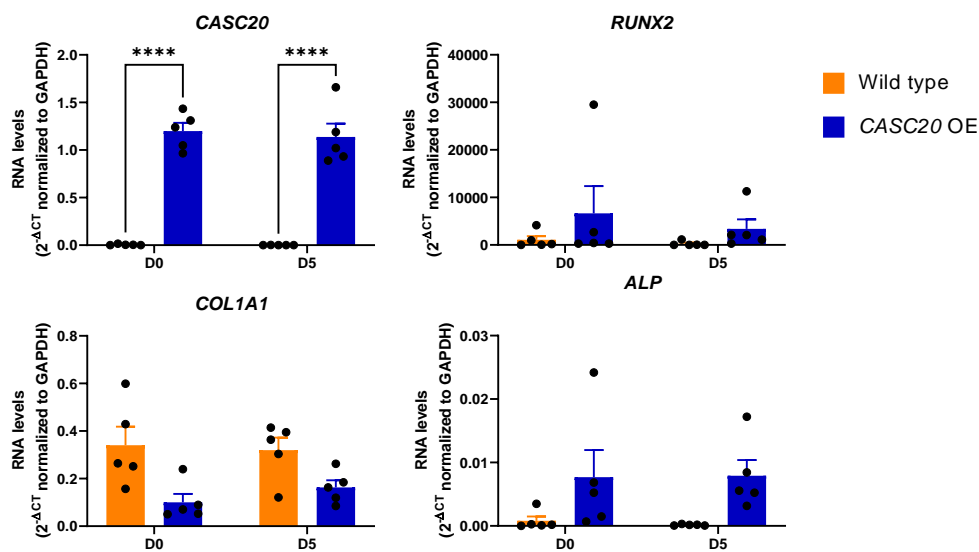 CASC20
RNA levels
(2^-ΔCT normalized to GAPDH)
2.0
1.5
1.0
0.5
0.0
****
****
D0
D5
RUNX2
RNA levels
(2^-ΔCT normalized to GAPDH)
40000
30000
20000
10000
0
D0
D5
Wild type
CASC20 OE
COL1A1
RNA levels
(2^-ΔCT normalized to GAPDH)
0.8
0.6
0.4
0.2
0.0
D0
D5
ALP
RNA levels
(2^-ΔCT normalized to GAPDH)
0.03
0.02
0.01
0.00
D0
D5